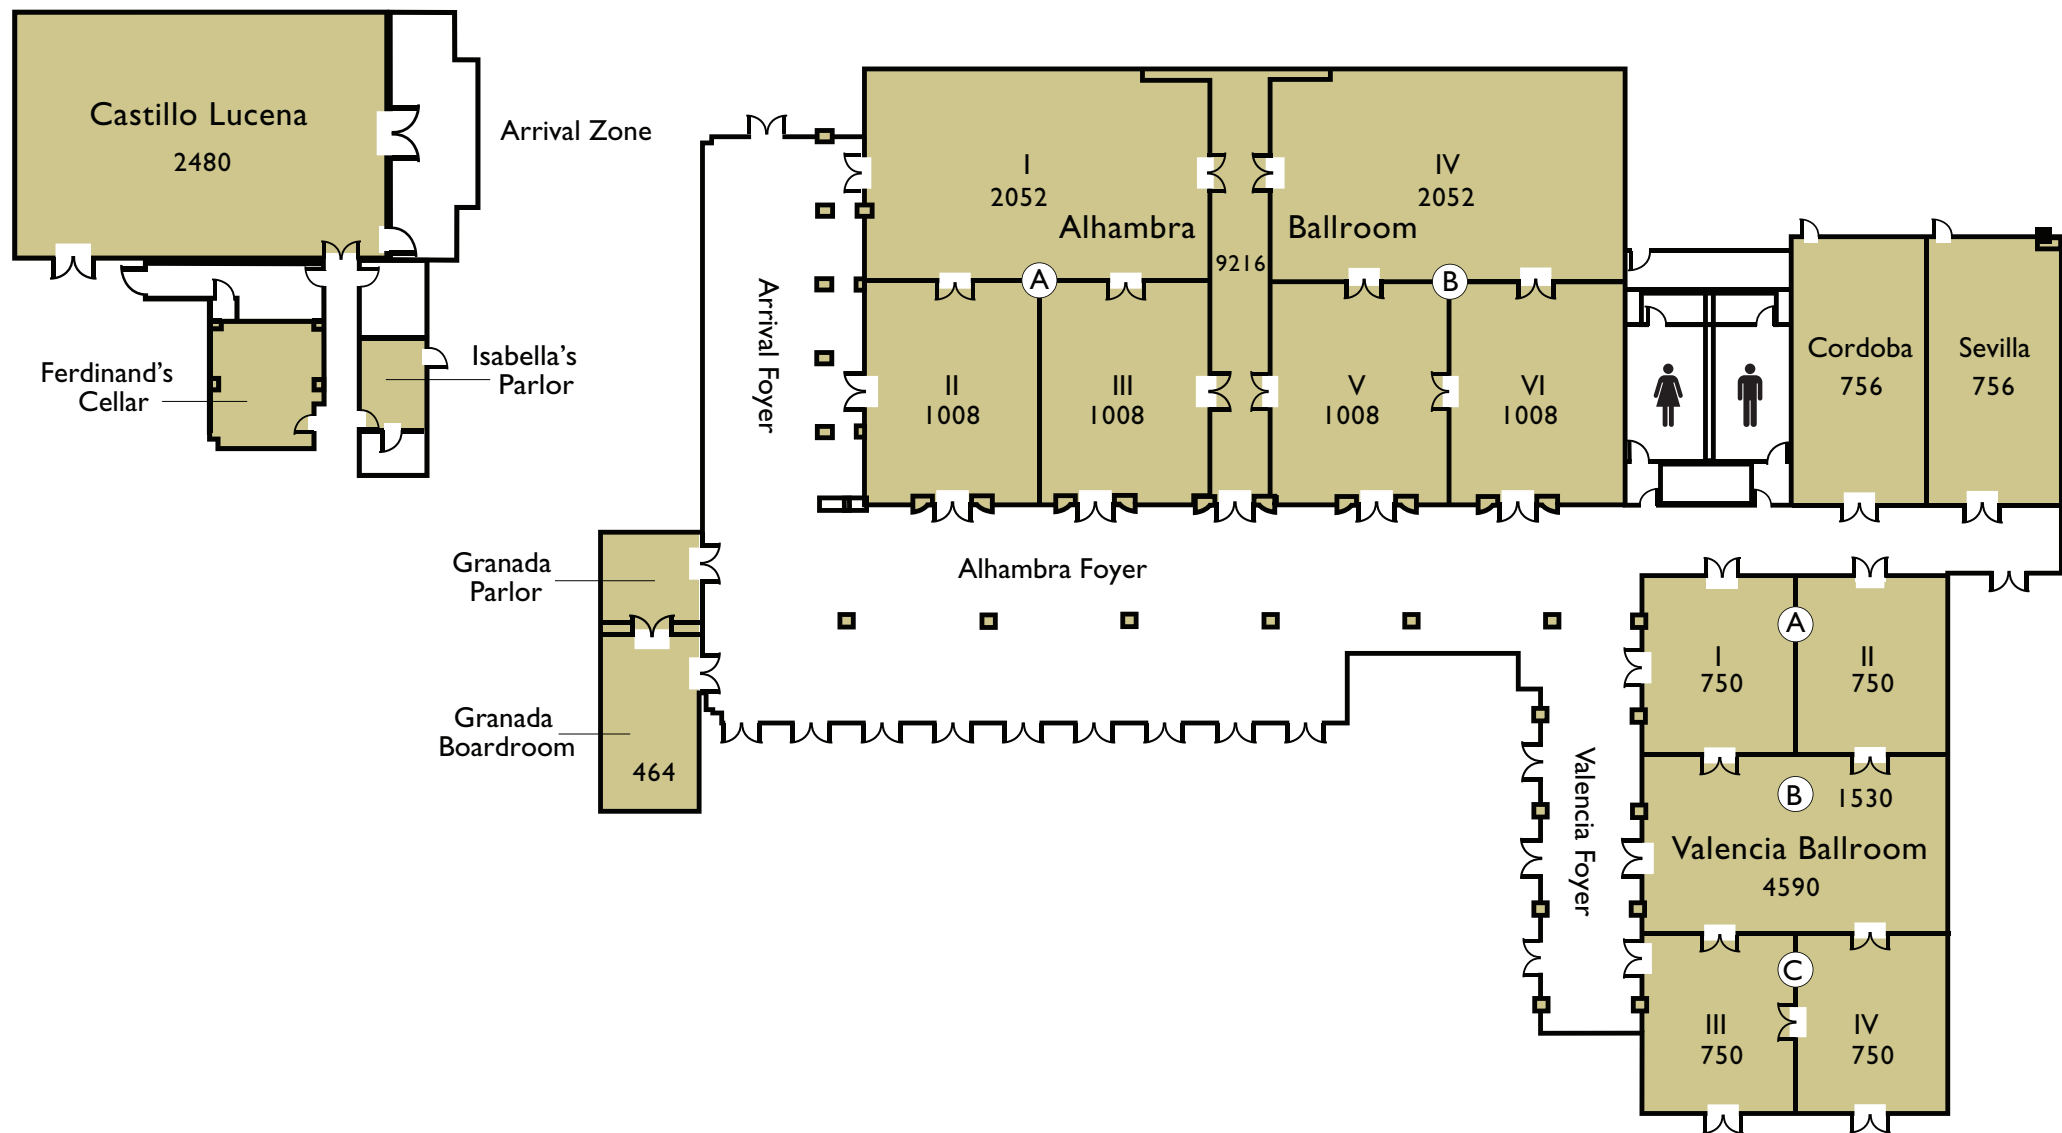 Castillo Lucena
2480
Arrival Zone
Ferdinand's
Cellar
Isabella's
Parlor
Arrival Foyer
I
2052
IV
2052
Alhambra Ballroom
9216
A
B
II
1008
III
1008
V
1008
VI
1008
Cordoba
756
Sevilla
756
Granada
Parlor
Alhambra Foyer
Granada
Boardroom
464
Valencia Foyer
A
I
750
II
750
B
1530
Valencia Ballroom
4590
C
III
750
IV
750